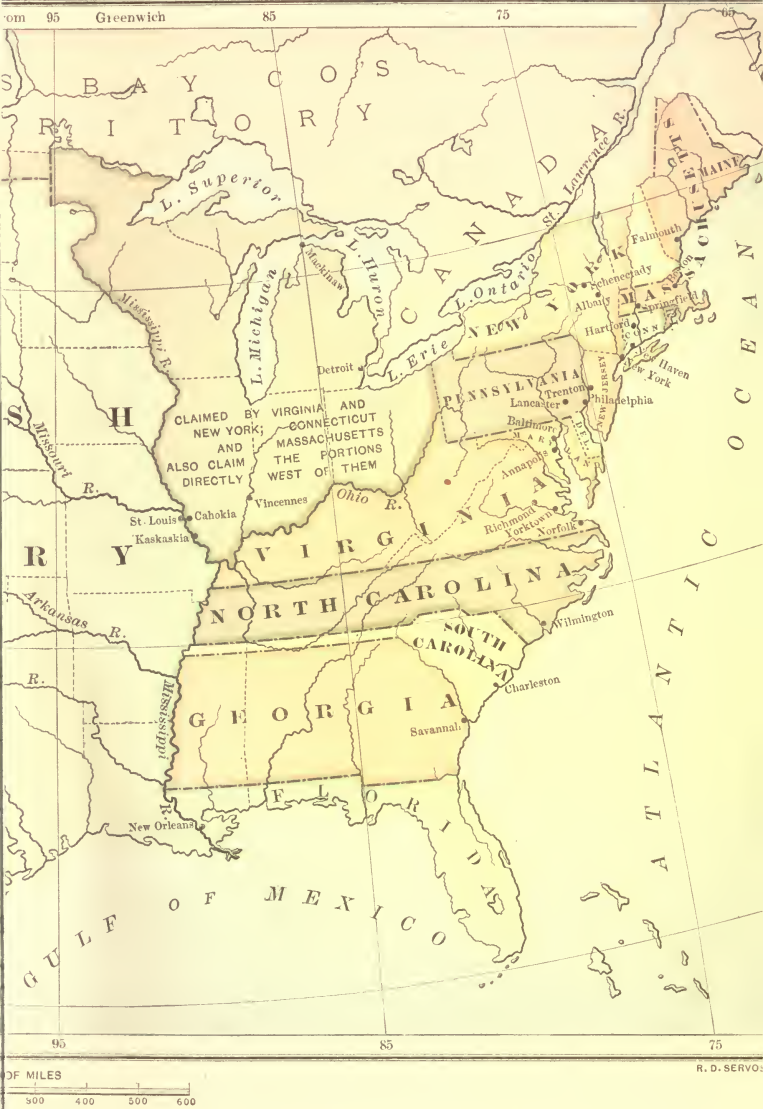 om 95 Greenwich 85 75 65
S BAY CO'S
RITORY
CANADA
St. Lawrence R.
L. Superior
L. Huron
Mackinaw
L. Michigan
L. Ontario
L. Erie
Detroit
MASSACHUSETTS
MAINE
Falmouth
Boston
NEW YORK
Schenectady
Albany
Springfield
Hartford
CONN
Haven
New York
PENNSYLVANIA
Trenton
Lancaster
Philadelphia
NEW JERSEY
Baltimore
DEL.
Annapolis
Mississippi R.
CLAIMED BY VIRGINIA AND
NEW YORK; CONNECTICUT
AND MASSACHUSETTS
ALSO CLAIM THE PORTIONS
DIRECTLY WEST OF THEM
S H
Missouri R.
Vincennes
Ohio R.
St. Louis Cahokia
Kaskaskia
VIRGINIA
Richmond
Yorktown
Norfolk
R Y
NORTH CAROLINA
Wilmington
Arkansas R.
SOUTH
CAROLINA
Charleston
R.
Mississippi R.
GEORGIA
Savannah
FLORIDA
New Orleans
GULF OF MEXICO
ATLANTIC OCEAN
95 85 75
OF MILES
300 400 500 600
R. D. SERVOS